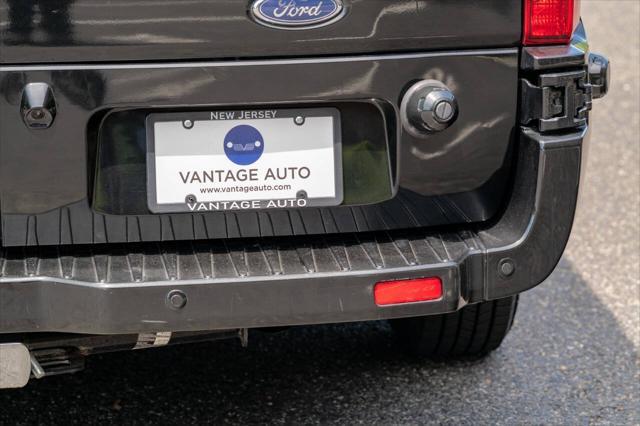 Ford
NEW JERSEY
VANTAGE AUTO
www.vantageauto.com
VANTAGE AUTO